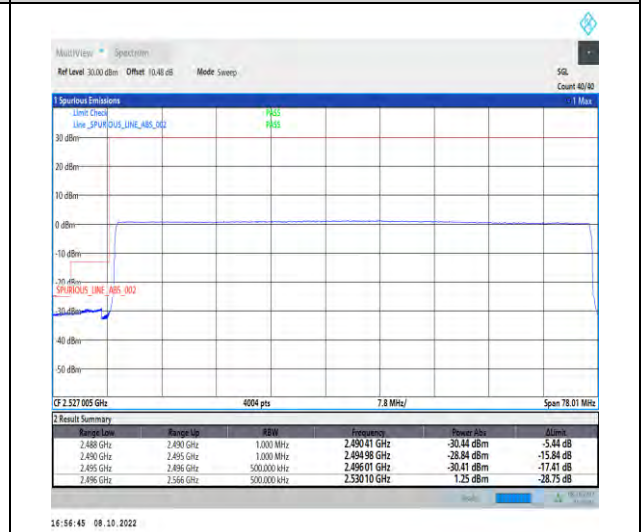 MultiView Spectrum
Ref Level 30.00 dBm Offset 10.48 dB Mode Sweep SGL
Count 40/40
1 Spurious Emissions 1 Max
Limit Check PASS
Line _SPURIOUS_LINE_ABS_002 PASS
30 dBm
20 dBm
10 dBm
0 dBm
-10 dBm
-20 dBm
SPURIOUS_LINE_ABS_002
-30 dBm
-40 dBm
-50 dBm
CF 2.527 005 GHz 4004 pts 7.8 MHz/ Span 78.01 MHz
2 Result Summary
Range Low Range Up RBW Frequency Power Abs ΔLimit
2.488 GHz 2.490 GHz 1.000 MHz 2.490 41 GHz -30.44 dBm -5.44 dB
2.490 GHz 2.495 GHz 1.000 MHz 2.494 98 GHz -28.84 dBm -15.84 dB
2.495 GHz 2.496 GHz 500.000 kHz 2.496 01 GHz -30.41 dBm -17.41 dB
2.496 GHz 2.566 GHz 500.000 kHz 2.530 10 GHz 1.25 dBm -28.75 dB
16:56:45 08.10.2022